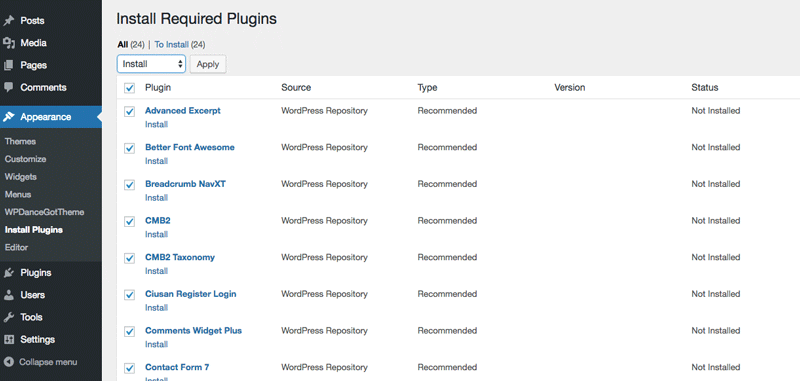 Posts
Media
Pages
Comments
Appearance
Themes
Customize
Widgets
Menus
WPDanceGotTheme
Install Plugins
Editor
Plugins
Users
Tools
Settings
Collapse menu
Install Required Plugins
All (24) | To Install (24)
Install Apply
Plugin Source Type Version Status
Advanced Excerpt WordPress Repository Recommended Not Installed
Install
Better Font Awesome WordPress Repository Recommended Not Installed
Install
Breadcrumb NavXT WordPress Repository Recommended Not Installed
Install
CMB2 WordPress Repository Recommended Not Installed
Install
CMB2 Taxonomy WordPress Repository Recommended Not Installed
Install
Ciusan Register Login WordPress Repository Recommended Not Installed
Install
Comments Widget Plus WordPress Repository Recommended Not Installed
Install
Contact Form 7 WordPress Repository Recommended Not Installed
Install